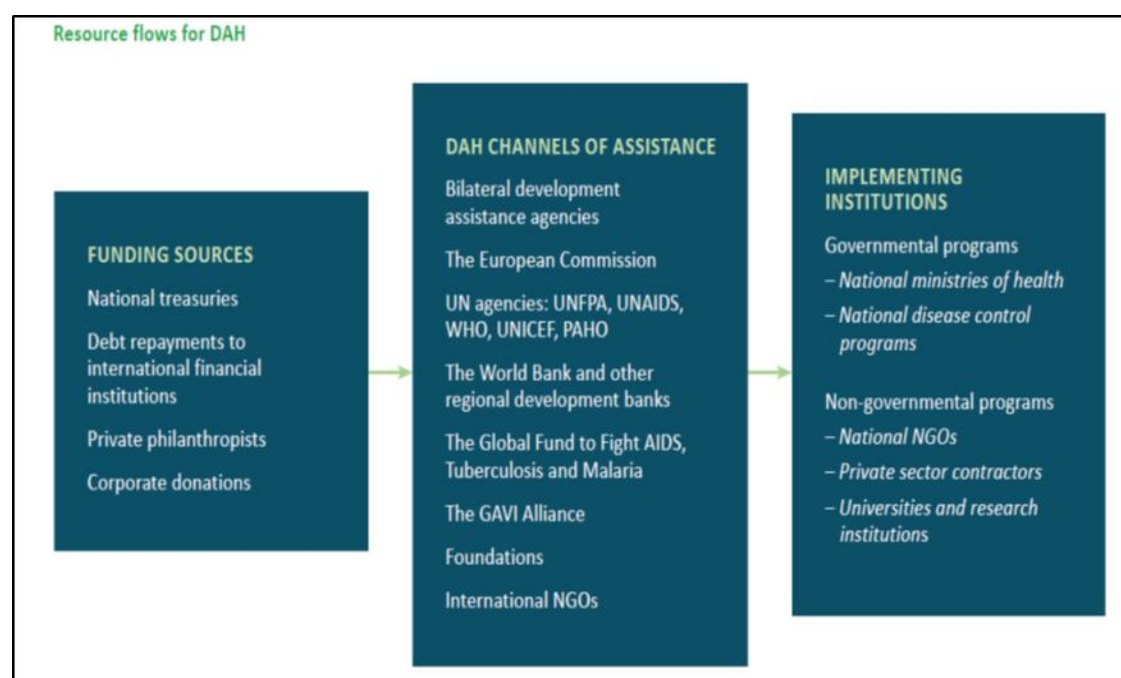 Resource flows for DAH
FUNDING SOURCES
National treasuries
Debt repayments to
international financial
institutions
Private philanthropists
Corporate donations
DAH CHANNELS OF ASSISTANCE
Bilateral development
assistance agencies
The European Commission
UN agencies: UNFPA, UNAIDS,
WHO, UNICEF, PAHO
The World Bank and other
regional development banks
The Global Fund to Fight AIDS,
Tuberculosis and Malaria
The GAVI Alliance
Foundations
International NGOs
IMPLEMENTING
INSTITUTIONS
Governmental programs
– National ministries of health
– National disease control
programs
Non-governmental programs
– National NGOs
– Private sector contractors
– Universities and research
institutions